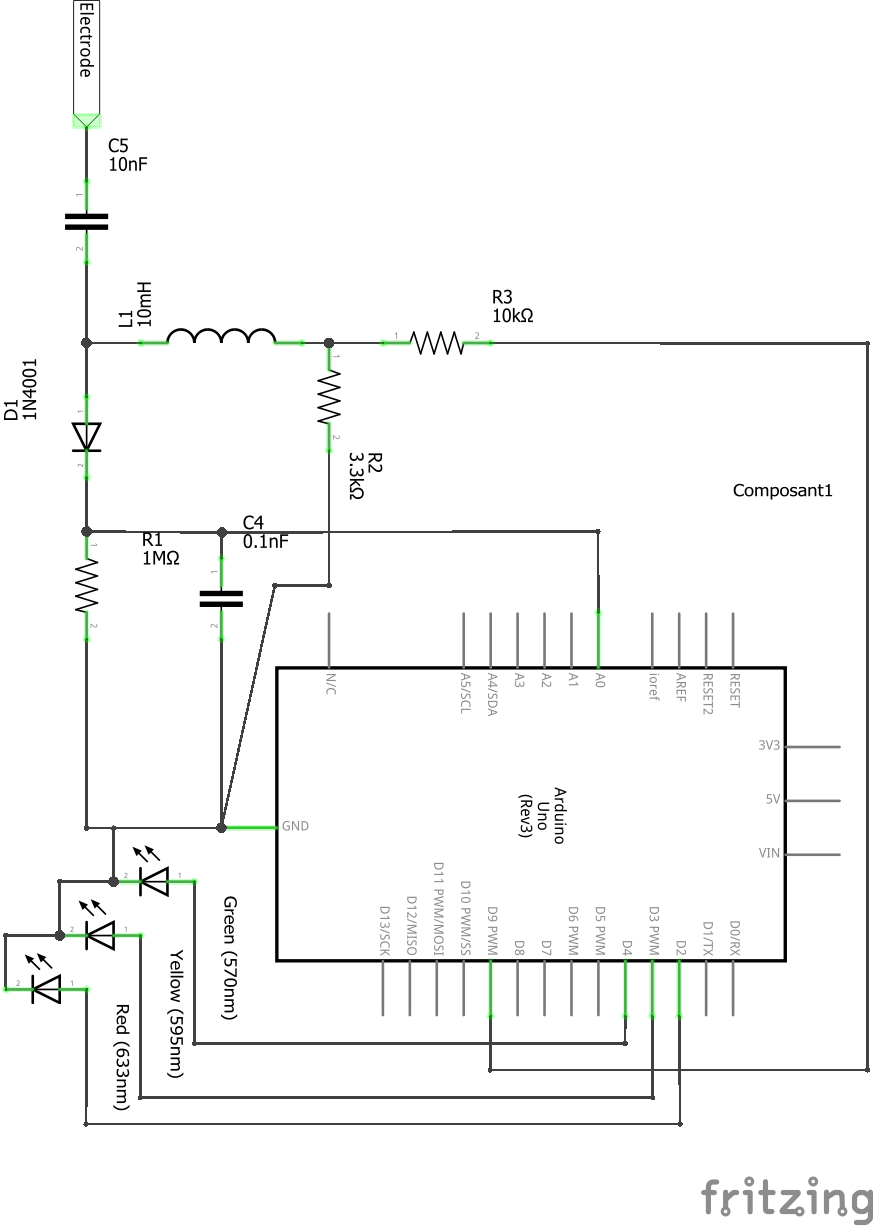 Electrode
C5
10nF
1
2
L1
10mH
R3
10kΩ
1
2
1
2
R2
3.3kΩ
D1
1N4001
1
2
Composant1
R1
1MΩ
1
2
C4
0.1nF
1
2
N/C
A5/SCL
A4/SDA
A3
A2
A1
A0
ioref
AREF
RESET2
RESET
3V3
5V
VIN
Arduino
Uno
(Rev3)
GND
D13/SCK
D12/MISO
D11 PWM/MOSI
D10 PWM/SS
D9 PWM
D8
D7
D6 PWM
D5 PWM
D4
D3 PWM
D2
D1/TX
D0/RX
2
1
Green (570nm)
2
1
Yellow (595nm)
2
1
Red (633nm)
fritzing